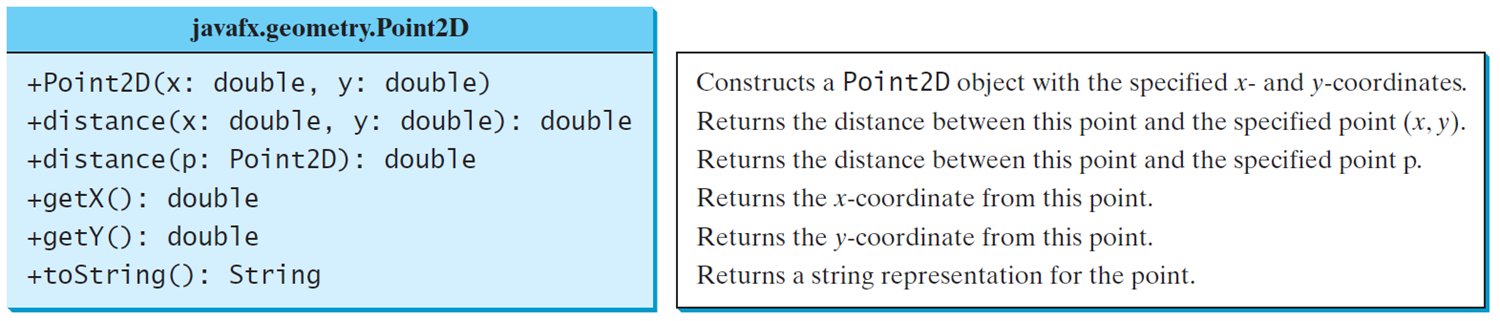 javafx.geometry.Point2D
+Point2D(x: double, y: double)
+distance(x: double, y: double): double
+distance(p: Point2D): double
+getX(): double
+getY(): double
+toString(): String
Constructs a Point2D object with the specified x- and y-coordinates.
Returns the distance between this point and the specified point (x, y).
Returns the distance between this point and the specified point p.
Returns the x-coordinate from this point.
Returns the y-coordinate from this point.
Returns a string representation for the point.